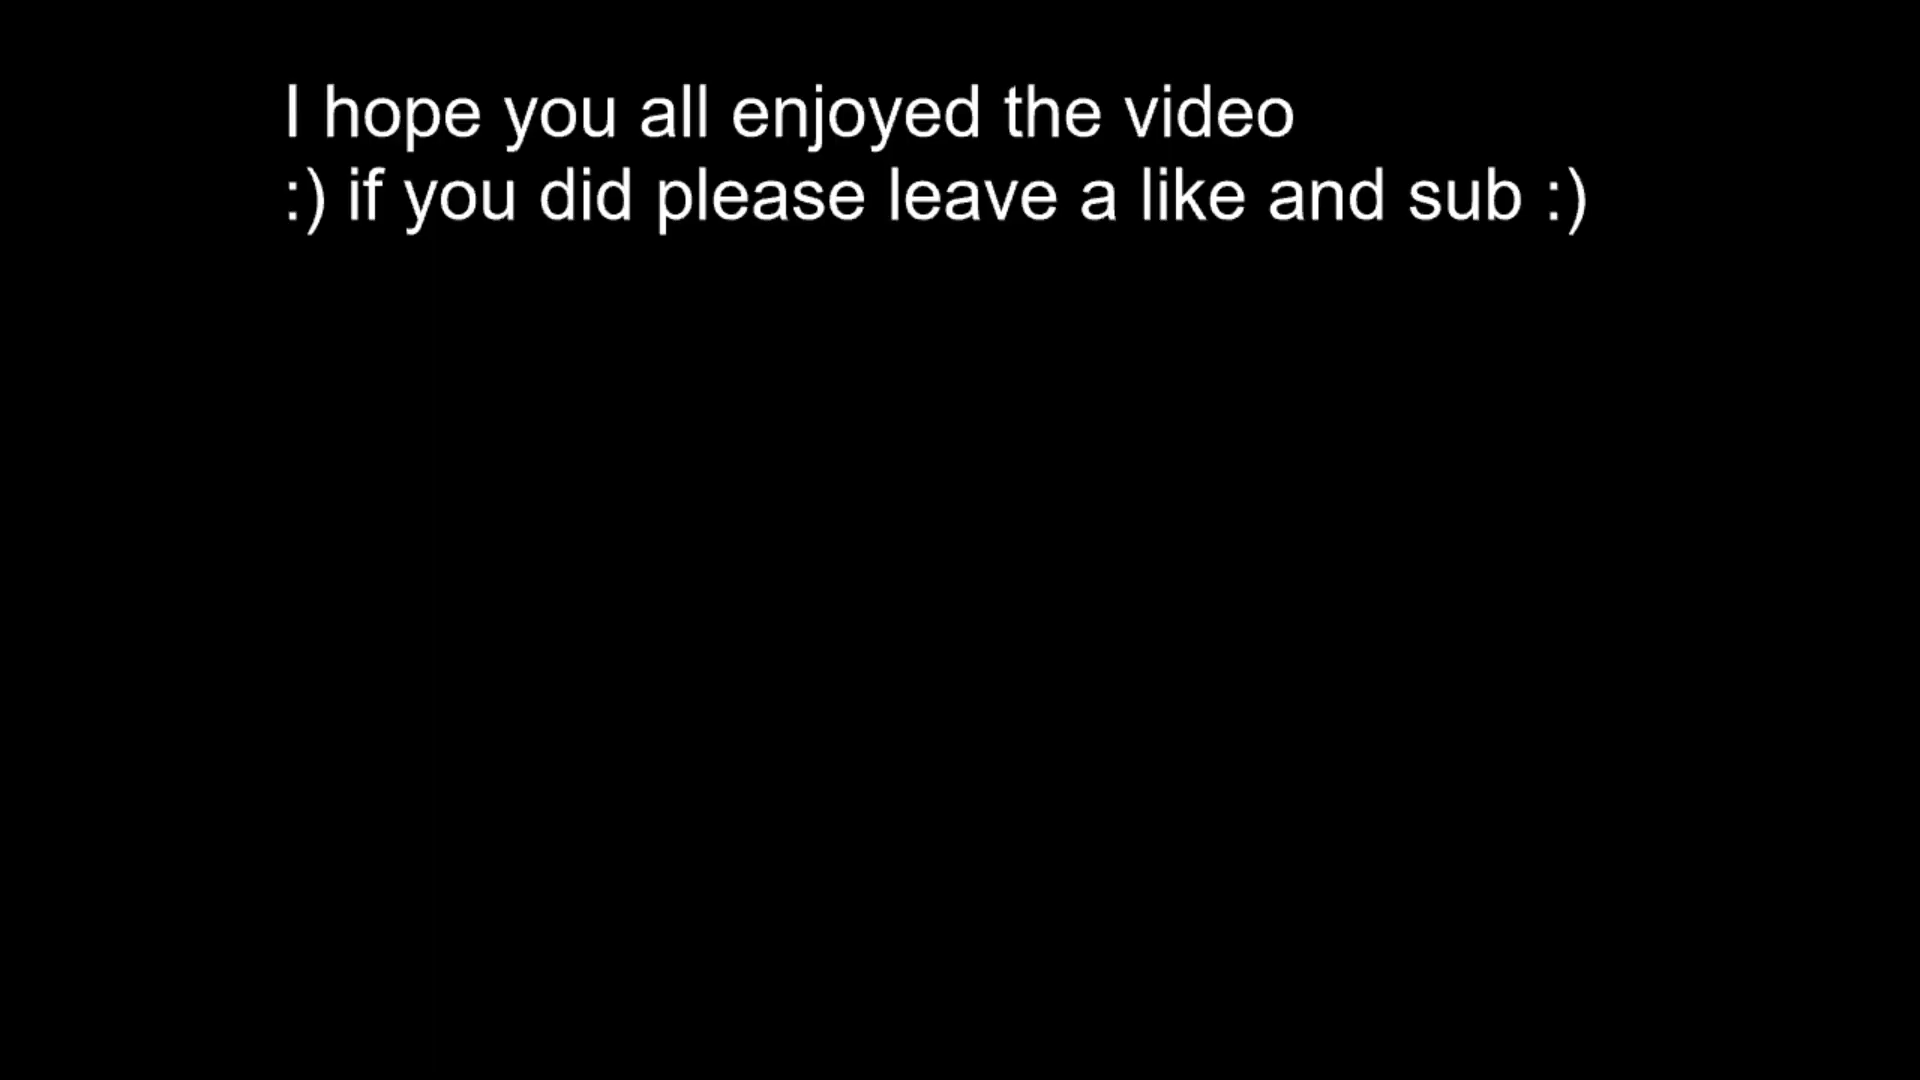 I hope you all enjoyed the video
:) if you did please leave a like and sub :)